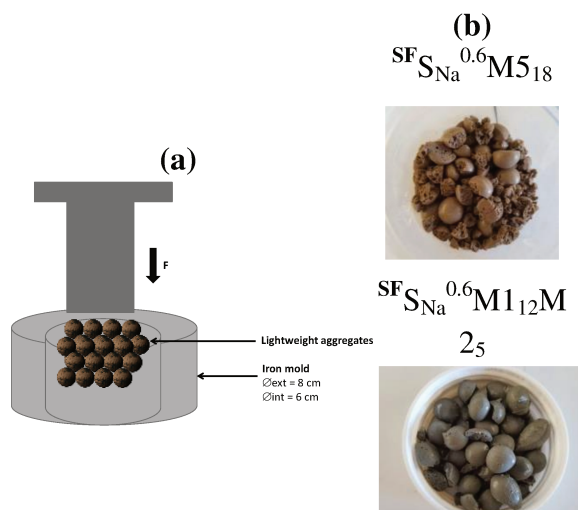 (a)
F
Lightweight aggregates
Iron mold
∅ext = 8 cm
∅int = 6 cm
(b)
SFSNa0.6M518
SFSNa0.6M112M
25